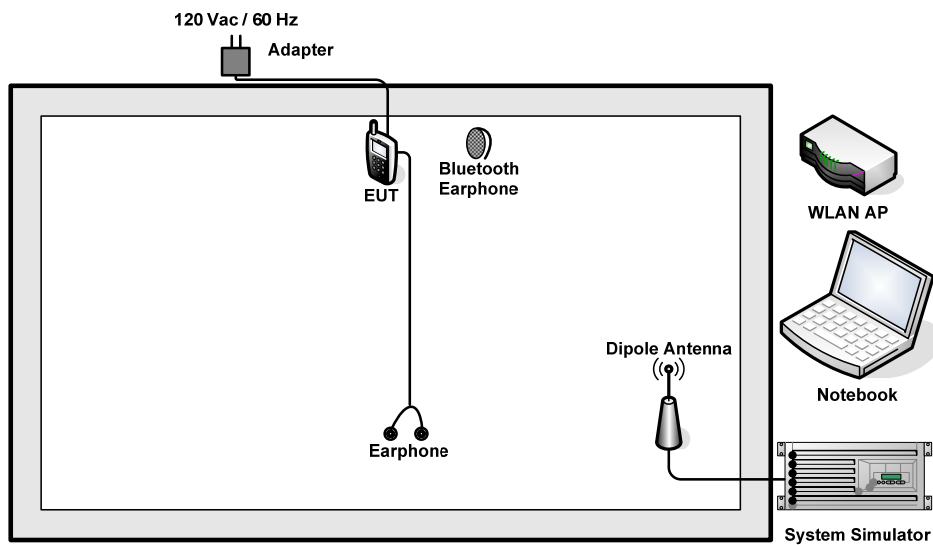 120 Vac / 60 Hz
Adapter
EUT
Bluetooth
Earphone
WLAN AP
Notebook
Dipole Antenna
Earphone
System Simulator